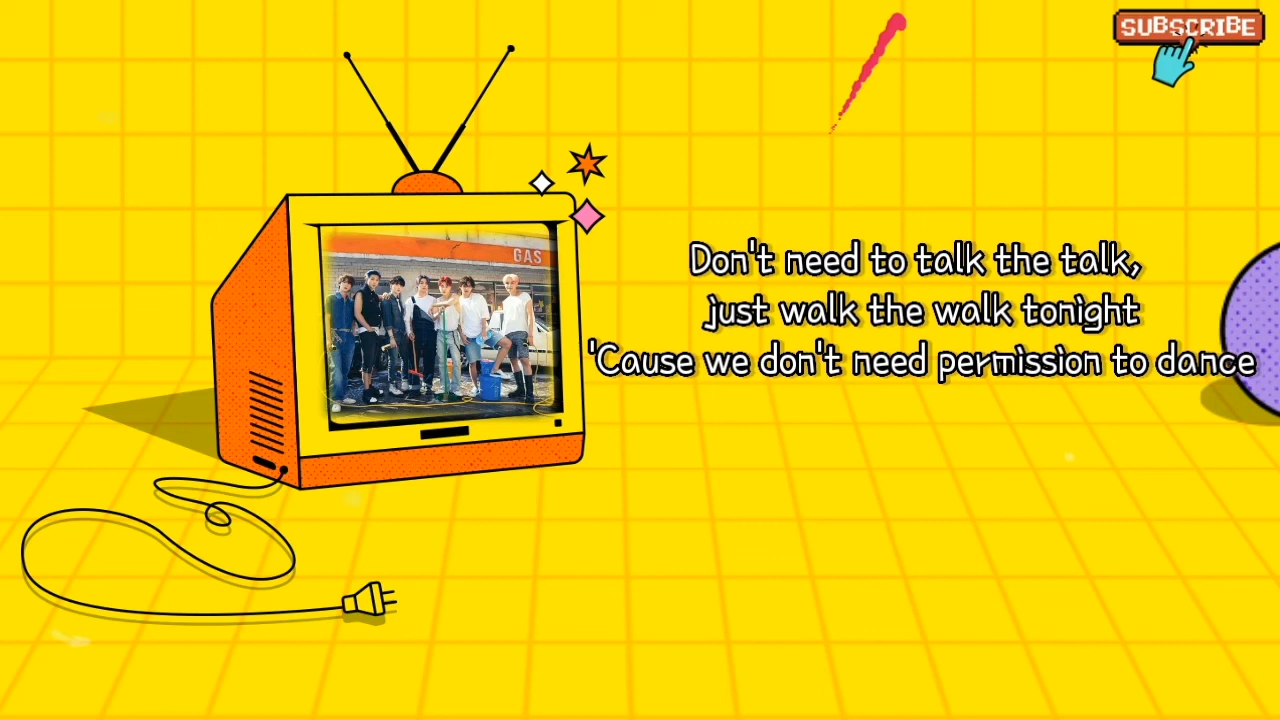 SUBSCRIBE
GAS
Don't need to talk the talk,
just walk the walk tonight
'Cause we don't need permission to dance